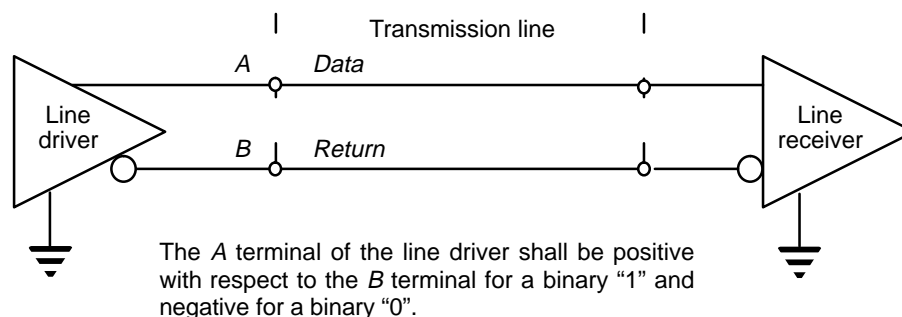 Transmission line
A Data
Line
driver
Line
receiver
B Return
The A terminal of the line driver shall be positive
with respect to the B terminal for a binary “1” and
negative for a binary “0”.